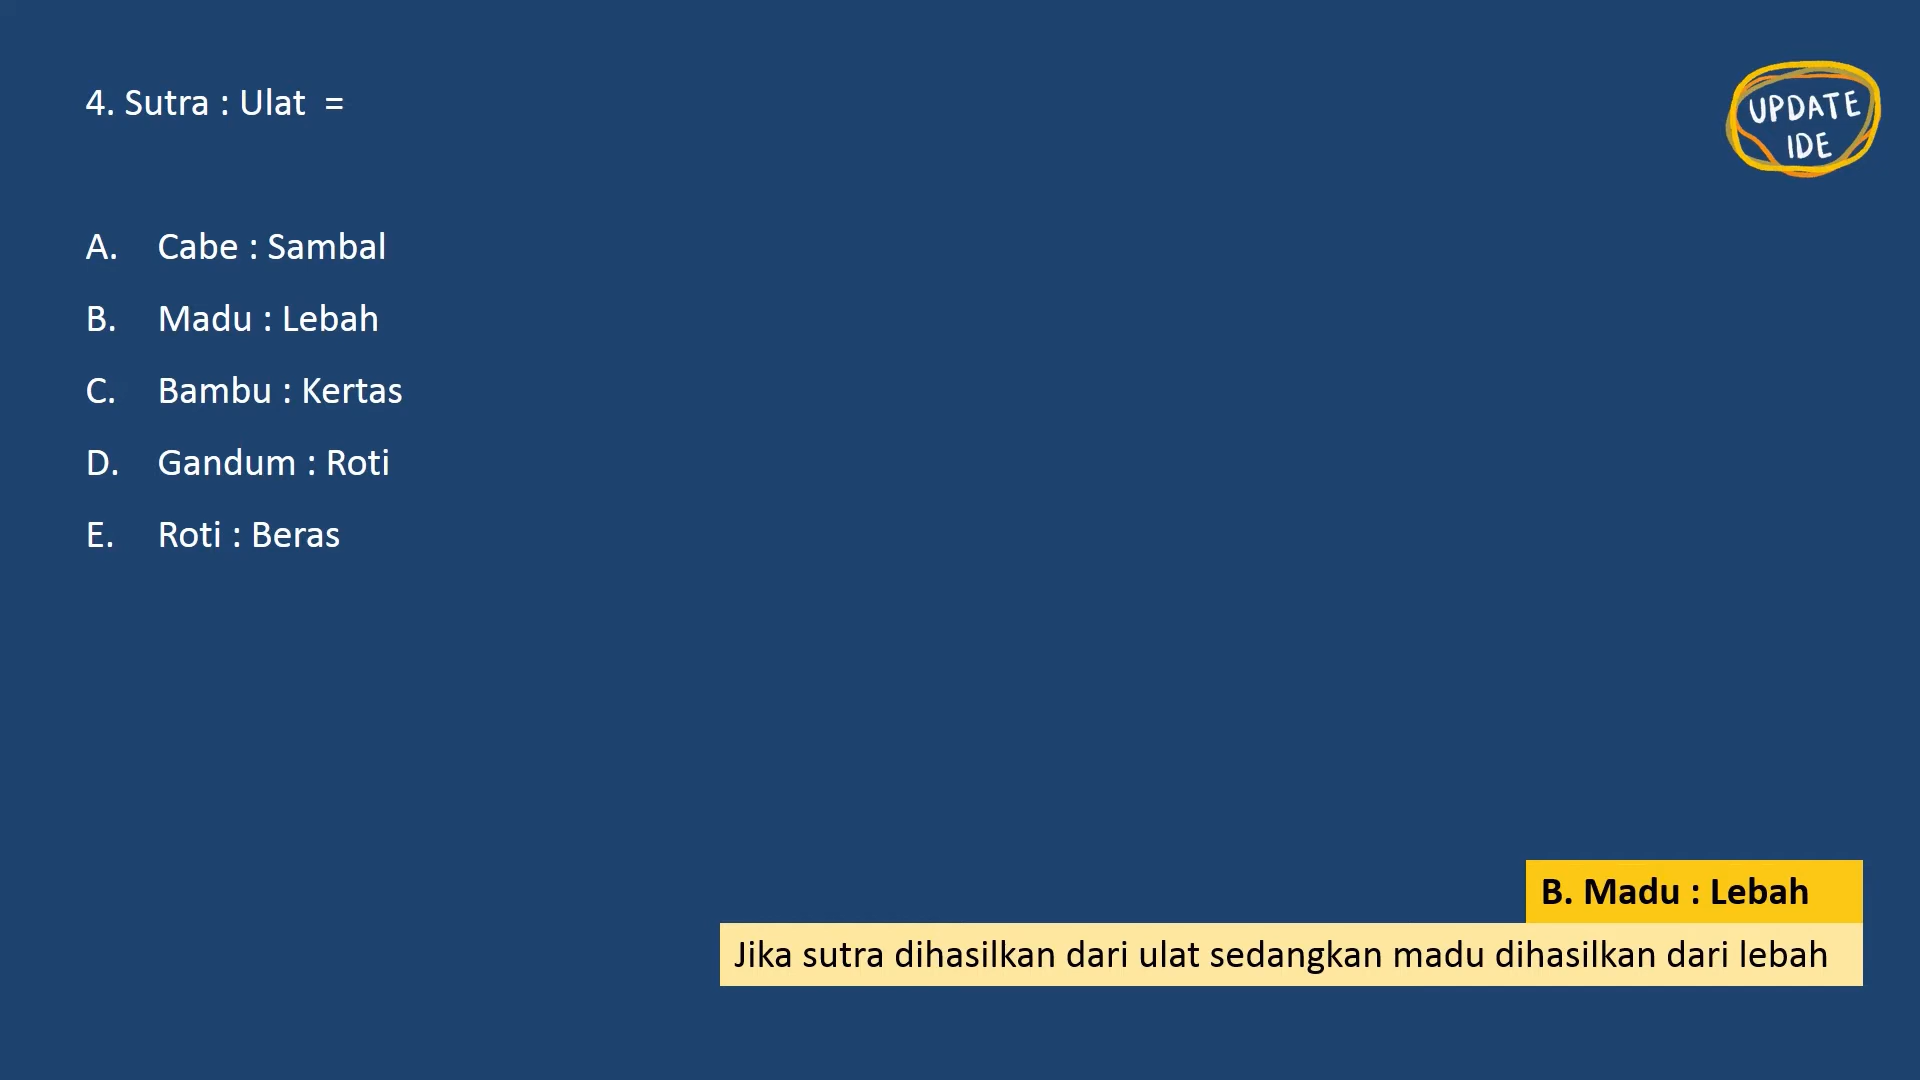 4. Sutra : Ulat =
UPDATE
IDE
A. Cabe : Sambal
B. Madu : Lebah
C. Bambu : Kertas
D. Gandum : Roti
E. Roti : Beras
B. Madu : Lebah
Jika sutra dihasilkan dari ulat sedangkan madu dihasilkan dari lebah